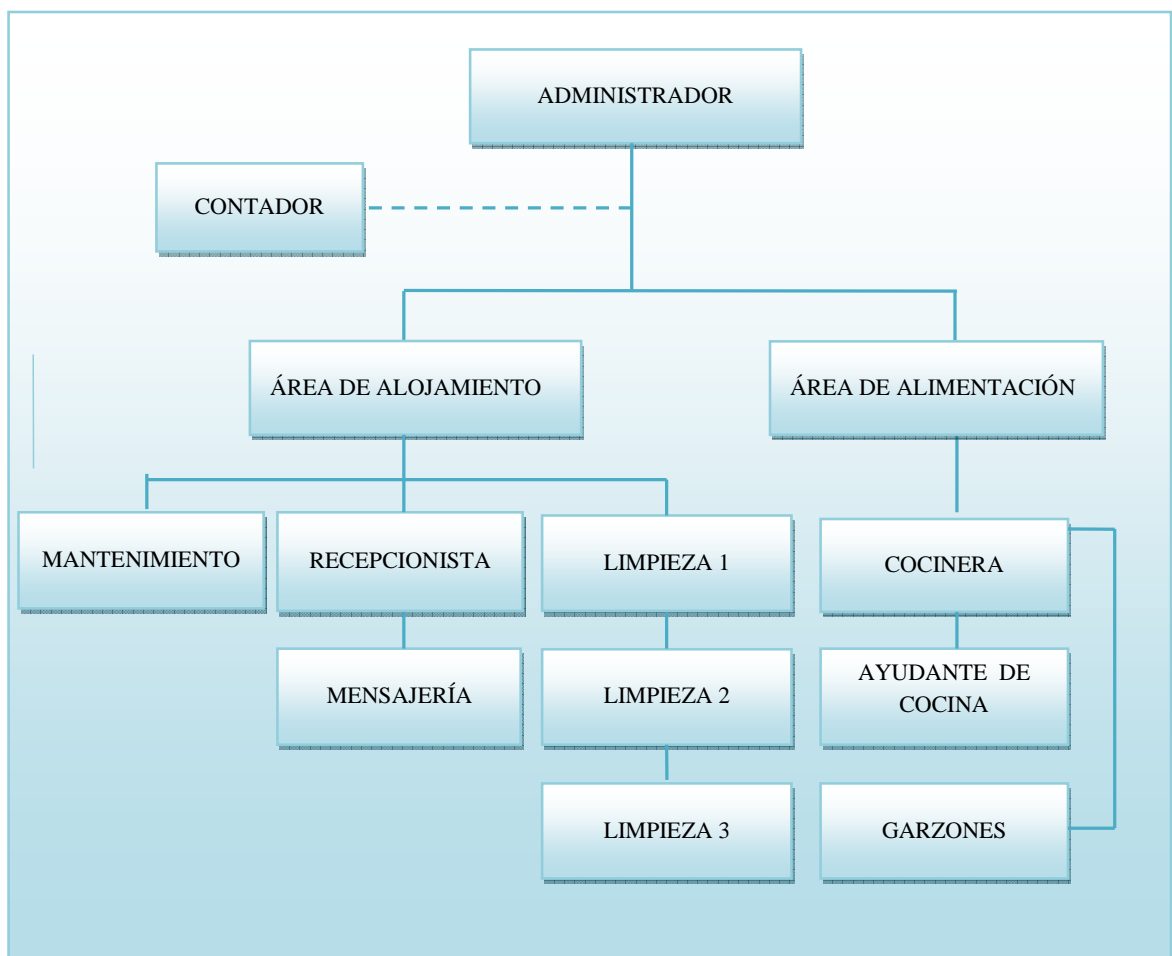 ADMINISTRADOR
CONTADOR
ÁREA DE ALOJAMIENTO
ÁREA DE ALIMENTACIÓN
MANTENIMIENTO
RECEPCIONISTA
LIMPIEZA 1
COCINERA
MENSAJERÍA
LIMPIEZA 2
AYUDANTE DE
COCINA
LIMPIEZA 3
GARZONES